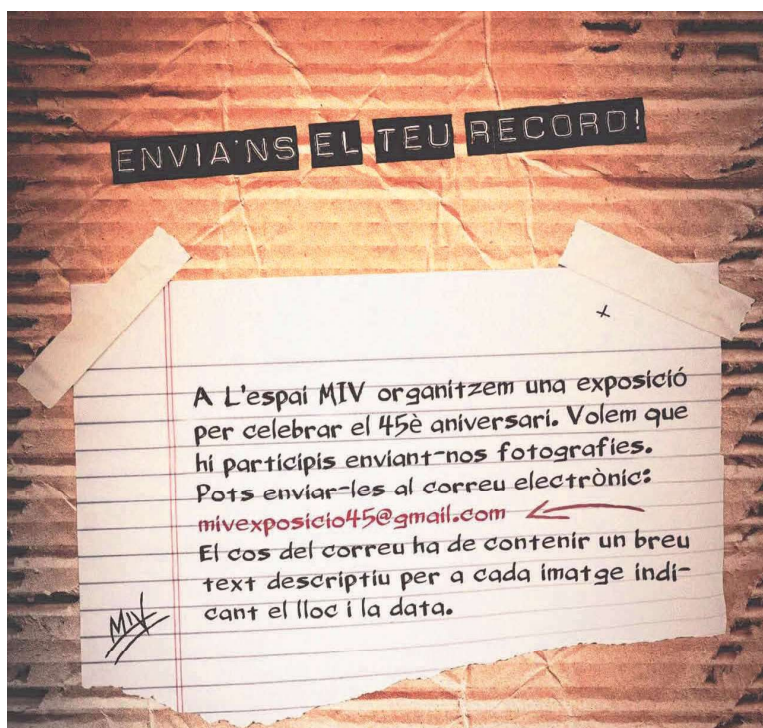 ENVIA'NS EL TEU RECORD!
A L'espai MIV organitzem una exposició
per celebrar el 45è aniversari. Volem que
hi participis enviant-nos fotografies.
Pots enviar-les al correu electrònic:
mivexposicio45@gmail.com
El cos del correu ha de contenir un breu
text descriptiu per a cada imatge indi-
cant el lloc i la data.
MIV